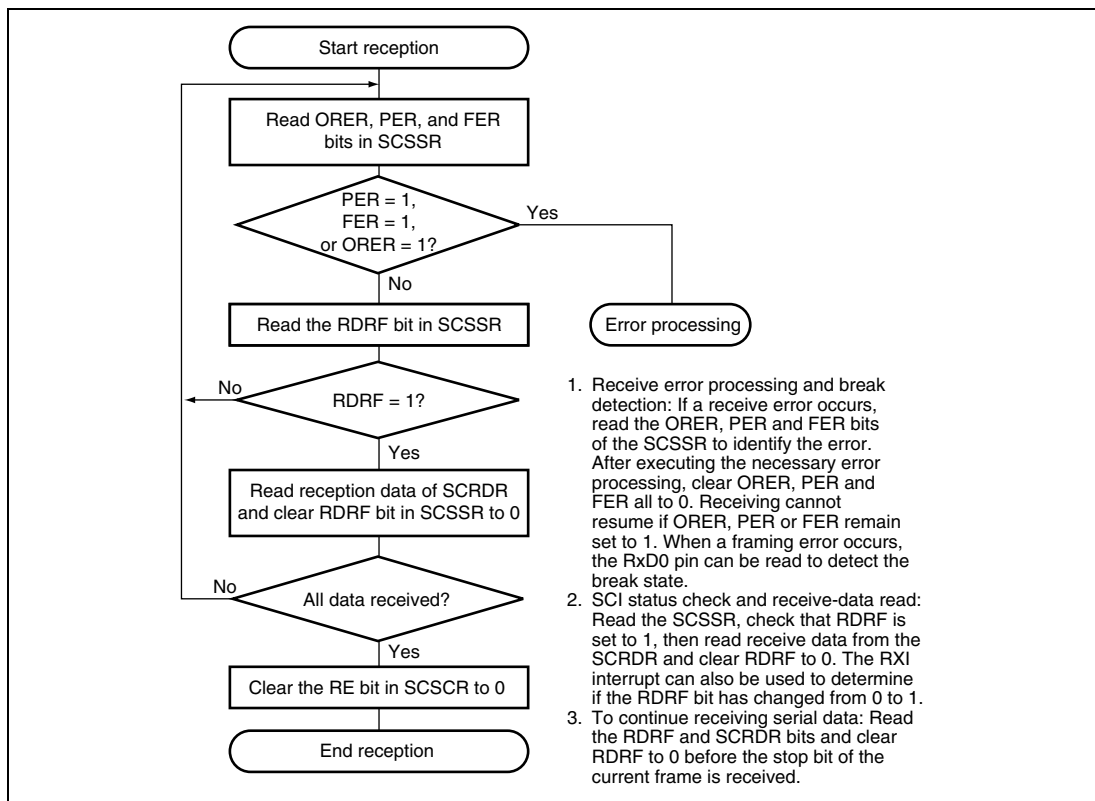 Start reception
Read ORER, PER, and FER
bits in SCSSR
PER = 1,
FER = 1,
or ORER = 1?
Yes
No
Read the RDRF bit in SCSSR
Error processing
No
RDRF = 1?
Yes
Read reception data of SCRDR
and clear RDRF bit in SCSSR to 0
No
All data received?
Yes
Clear the RE bit in SCSCR to 0
End reception
1. Receive error processing and break
detection: If a receive error occurs,
read the ORER, PER and FER bits
of the SCSSR to identify the error.
After executing the necessary error
processing, clear ORER, PER and
FER all to 0. Receiving cannot
resume if ORER, PER or FER remain
set to 1. When a framing error occurs,
the RxD0 pin can be read to detect the
break state.
2. SCI status check and receive-data read:
Read the SCSSR, check that RDRF is
set to 1, then read receive data from the
SCRDR and clear RDRF to 0. The RXI
interrupt can also be used to determine
if the RDRF bit has changed from 0 to 1.
3. To continue receiving serial data: Read
the RDRF and SCRDR bits and clear
RDRF to 0 before the stop bit of the
current frame is received.